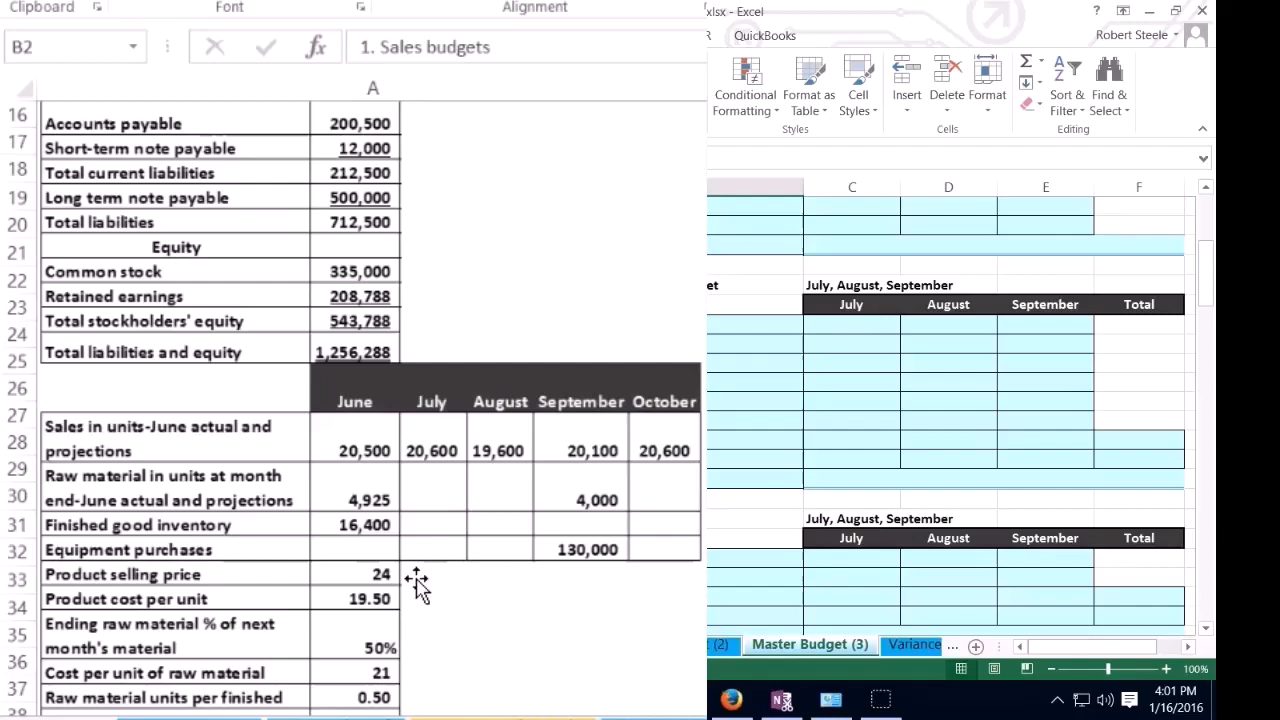 Clipboard Font Alignment
B2 fx 1. Sales budgets
A
16 Accounts payable 200,500
17 Short-term note payable 12,000
18 Total current liabilities 212,500
19 Long term note payable 500,000
20 Total liabilities 712,500
21 Equity
22 Common stock 335,000
23 Retained earnings 208,788
24 Total stockholders' equity 543,788
25 Total liabilities and equity 1,256,288
26 June July August September October
27 Sales in units-June actual and
28 projections 20,500 20,600 19,600 20,100 20,600
29 Raw material in units at month
30 end-June actual and projections 4,925 4,000
31 Finished good inventory 16,400
32 Equipment purchases 130,000
33 Product selling price 24
34 Product cost per unit 19.50
35 Ending raw material % of next
36 month's material 50%
Cost per unit of raw material 21
37 Raw material units per finished 0.50
38
xlsx - Excel ?
R QuickBooks Robert Steele
Conditional Format as Cell Insert Delete Format Sort & Find &
Formatting Table Styles Filter Select
Styles Cells Editing
C D E F
et July, August, September
July August September Total
July, August, September
July August September Total
(2) Master Budget (3) Variance ...
100%
4:01 PM
1/16/2016